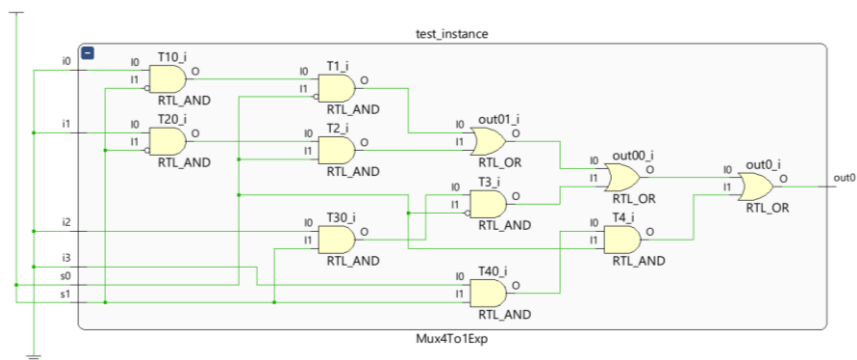 test_instance
−
i0
T10_i
I0
O
I1
RTL_AND
T1_i
I0
O
I1
RTL_AND
i1
T20_i
I0
O
I1
RTL_AND
T2_i
I0
O
I1
RTL_AND
out01_i
I0
O
I1
RTL_OR
T3_i
I0
O
I1
RTL_AND
out00_i
I0
O
I1
RTL_OR
out0_i
I0
O
I1
RTL_OR
out0
i2
T30_i
I0
O
I1
RTL_AND
T4_i
I0
O
I1
RTL_AND
i3
s0
s1
T40_i
I0
O
I1
RTL_AND
Mux4To1Exp